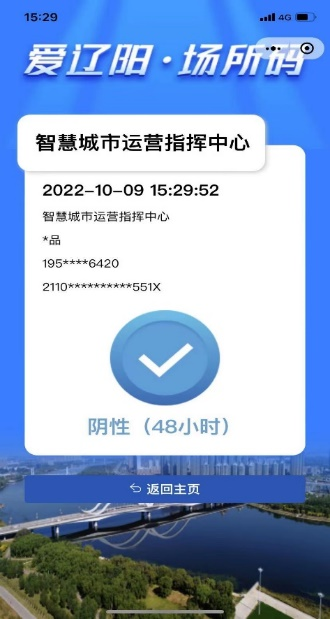 15:29
4G
爱辽阳·场所码
智慧城市运营指挥中心
2022-10-09 15:29:52
智慧城市运营指挥中心
*品
195****6420
2110**********551X
阴性（48小时）
返回主页